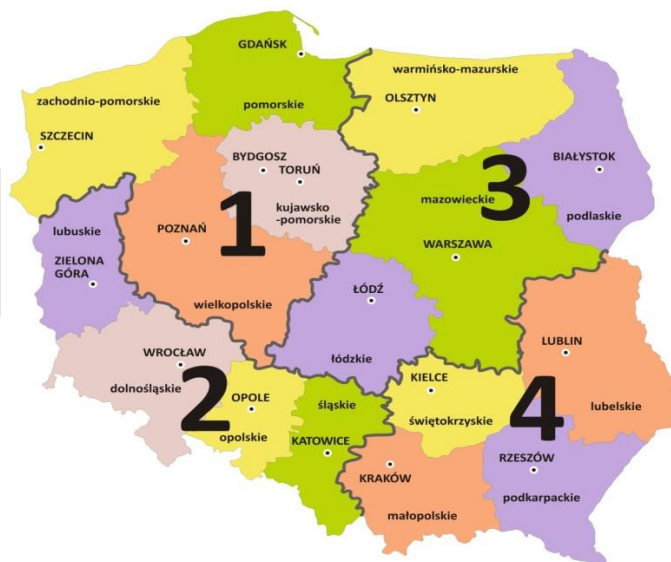 GDAŃSK
warmińsko-mazurskie
zachodnio-pomorskie
pomorskie
OLSZTYN
SZCZECIN
BYDGOSZ
TORUŃ
BIAŁYSTOK
3
mazowieckie
kujawsko
-pomorskie
podlaskie
1
lubuskie
POZNAŃ
ZIELONA
GÓRA
WARSZAWA
ŁÓDŹ
wielkopolskie
WROCŁAW
łódzkie
LUBLIN
dolnośląskie
2
OPOLE
śląskie
KIELCE
4
opolskie
świętokrzyskie
lubelskie
KATOWICE
KRAKÓW
RZESZÓW
podkarpackie
małopolskie